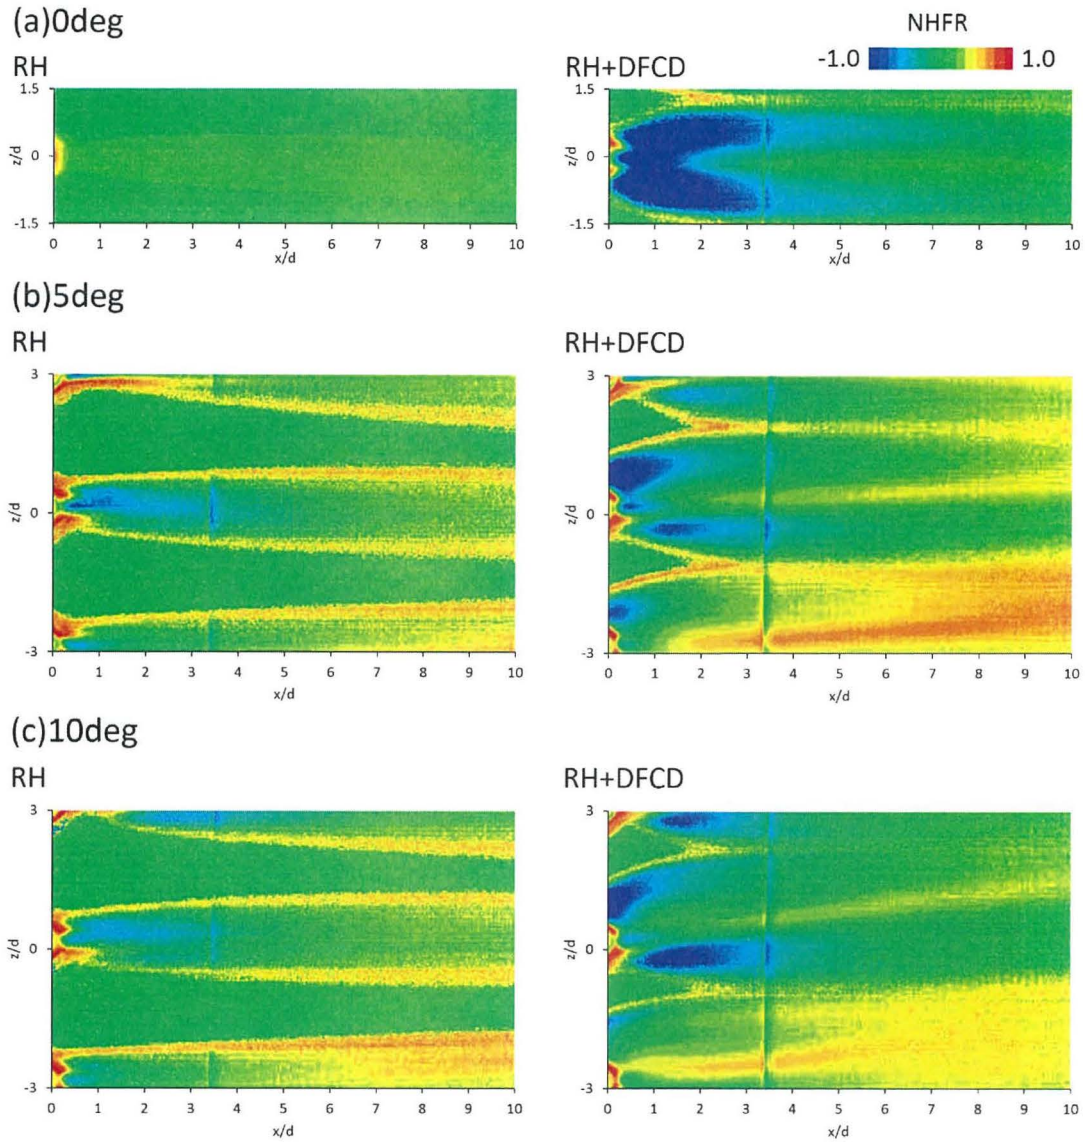 (a)0deg
NHFR
-1.0 1.0
RH RH+DFCD
1.5 1.5
z/d 0 z/d 0
-1.5 -1.5
0 1 2 3 4 5 6 7 8 9 10 0 1 2 3 4 5 6 7 8 9 10
x/d x/d
(b)5deg
RH RH+DFCD
3 3
z/d 0 z/d 0
-3 -3
0 1 2 3 4 5 6 7 8 9 10 0 1 2 3 4 5 6 7 8 9 10
x/d x/d
(c)10deg
RH RH+DFCD
3 3
z/d 0 z/d 0
-3 -3
0 1 2 3 4 5 6 7 8 9 10 0 1 2 3 4 5 6 7 8 9 10
x/d x/d